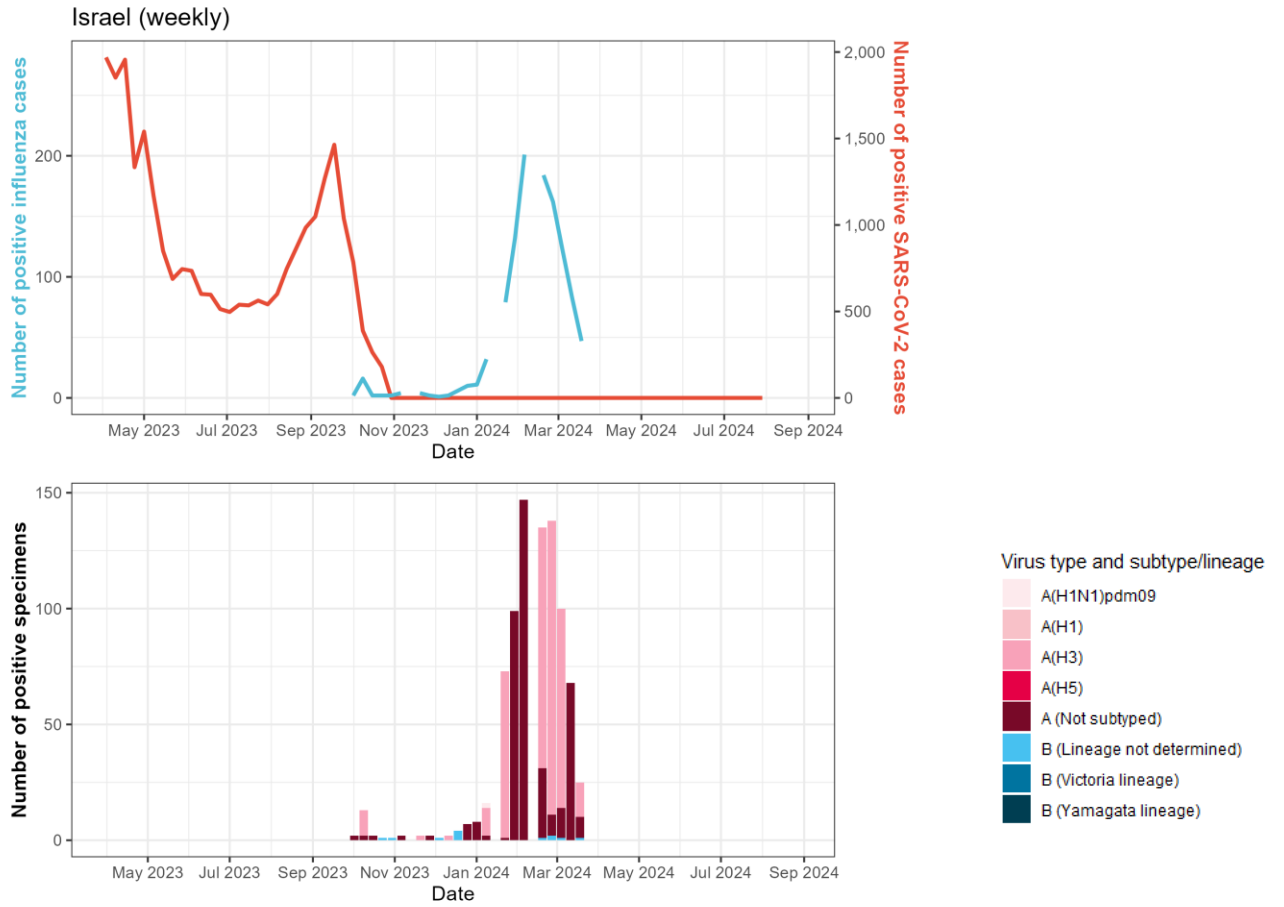 Israel (weekly)
Number of positive influenza cases
200
100
0
2,000
1,500
1,000
500
0
Number of positive SARS-CoV-2 cases
May 2023 Jul 2023 Sep 2023 Nov 2023 Jan 2024 Mar 2024 May 2024 Jul 2024 Sep 2024
Date
Number of positive specimens
150
100
50
0
May 2023 Jul 2023 Sep 2023 Nov 2023 Jan 2024 Mar 2024 May 2024 Jul 2024 Sep 2024
Date
Virus type and subtype/lineage
A(H1N1)pdm09
A(H1)
A(H3)
A(H5)
A (Not subtyped)
B (Lineage not determined)
B (Victoria lineage)
B (Yamagata lineage)